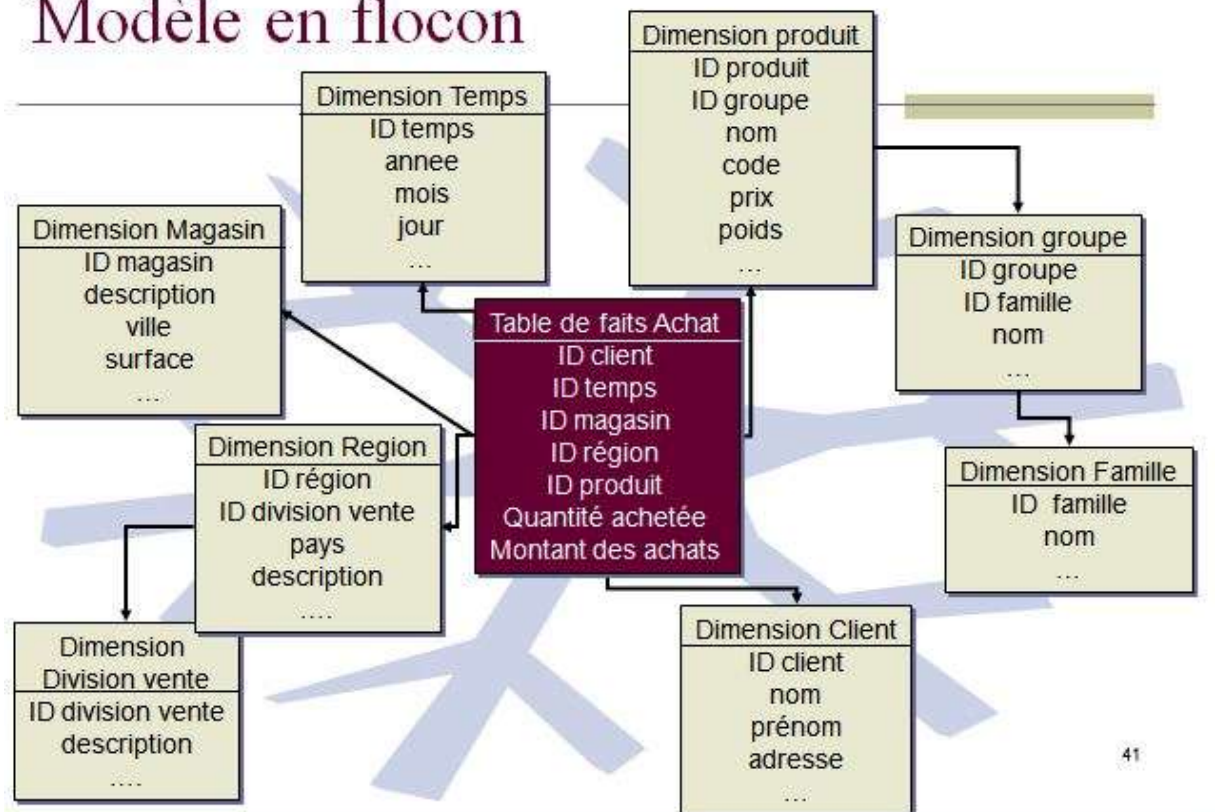 Modèle en flocon
Dimension produit
ID produit
ID groupe
nom
code
prix
poids
...
Dimension Temps
ID temps
annee
mois
jour
...
Dimension Magasin
ID magasin
description
ville
surface
...
Dimension groupe
ID groupe
ID famille
nom
...
Table de faits Achat
ID client
ID temps
ID magasin
ID région
ID produit
Quantité achetée
Montant des achats
Dimension Region
ID région
ID division vente
pays
description
....
Dimension Famille
ID famille
nom
...
Dimension
Division vente
ID division vente
description
....
Dimension Client
ID client
nom
prénom
adresse
...
41